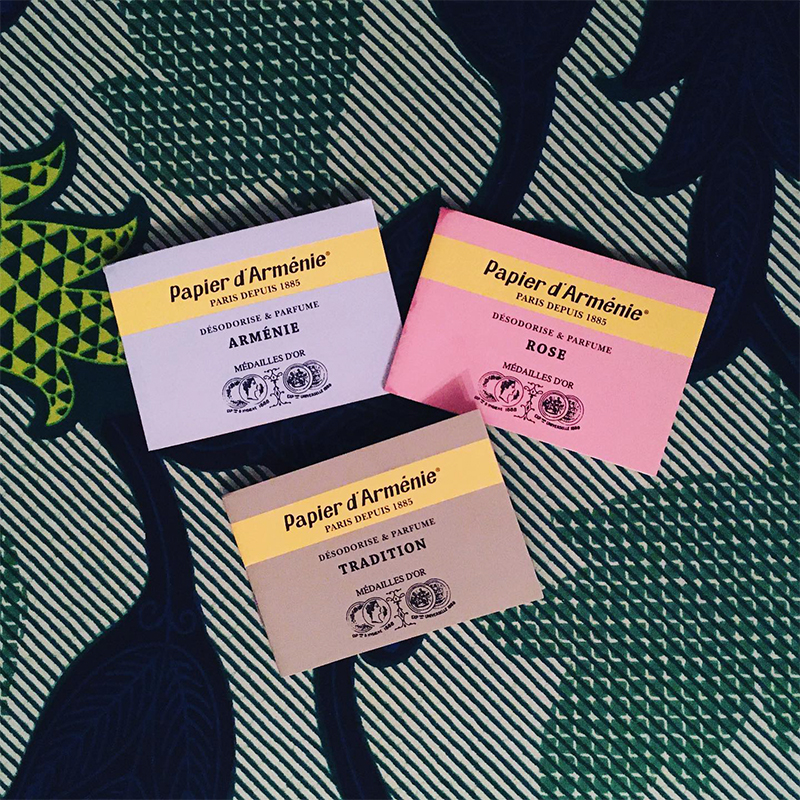 Papier d'Arménie®
PARIS DEPUIS 1885
DÉSODORISE & PARFUME
ARMÉNIE
MÉDAILLES D'OR
Papier d'Arménie®
PARIS DEPUIS 1885
DÉSODORISE & PARFUME
ROSE
MÉDAILLES D'OR
Papier d'Arménie®
PARIS DEPUIS 1885
DÉSODORISE & PARFUME
TRADITION
MÉDAILLES D'OR